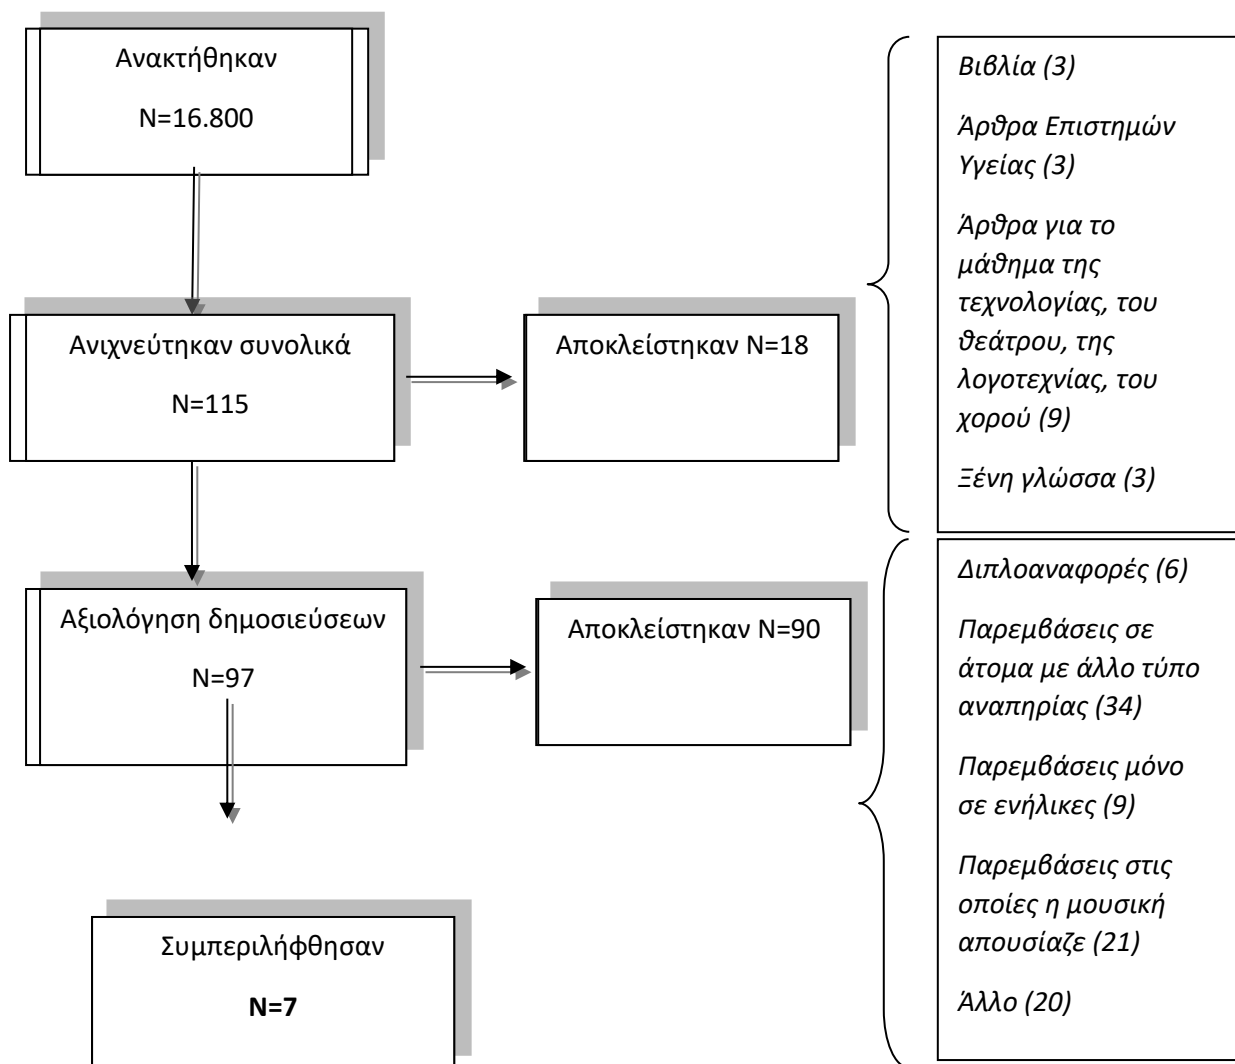 Ανακτήθηκαν
N=16.800
Ανιχνεύτηκαν συνολικά
N=115
Αποκλείστηκαν N=18
Βιβλία (3)
Άρθρα Επιστημών
Υγείας (3)
Άρθρα για το
μάθημα της
τεχνολογίας, του
θεάτρου, της
λογοτεχνίας, του
χορού (9)
Ξένη γλώσσα (3)
Αξιολόγηση δημοσιεύσεων
N=97
Αποκλείστηκαν N=90
Διπλοαναφορές (6)
Παρεμβάσεις σε
άτομα με άλλο τύπο
αναπηρίας (34)
Παρεμβάσεις μόνο
σε ενήλικες (9)
Παρεμβάσεις στις
οποίες η μουσική
απουσίαζε (21)
Άλλο (20)
Συμπεριλήφθησαν
N=7